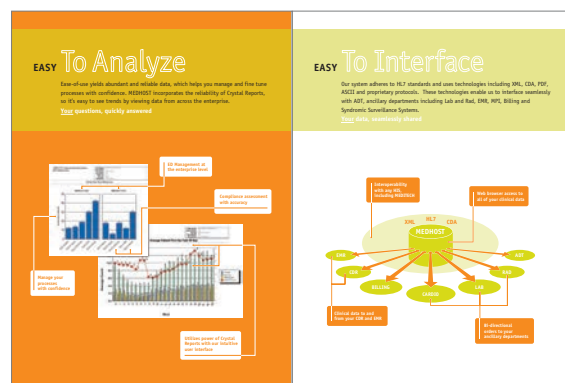 EASY To Analyze
Ease-of-use yields abundant and reliable data, which helps you manage and fine tune
processes with confidence. MEDHOST incorporates the reliability of Crystal Reports,
so it's easy to see trends by viewing data from across the enterprise.
Your questions, quickly answered
ED Management at
the enterprise level
Compliance assessment
with accuracy
Manage your
processes
with confidence
Utilizes power of Crystal
Reports with our intuitive
user interface
EASY To Interface
Our system adheres to HL7 standards and uses technologies including XML, CDA, PDF,
ASCII and proprietary protocols. These technologies enable us to interface seamlessly
with ADT, ancillary departments including Lab and Rad, EMR, MPI, Billing and
Syndromic Surveillance Systems.
Your data, seamlessly shared
Interoperability
with any HIS,
including MEDITECH
Web browser access to
all of your clinical data
XML HL7 CDA
MEDHOST
EMR
ADT
CDR
RAD
BILLING
LAB
Clinical data to and
from your CDR and EMR
Bi-directional
orders to your
ancillary departments